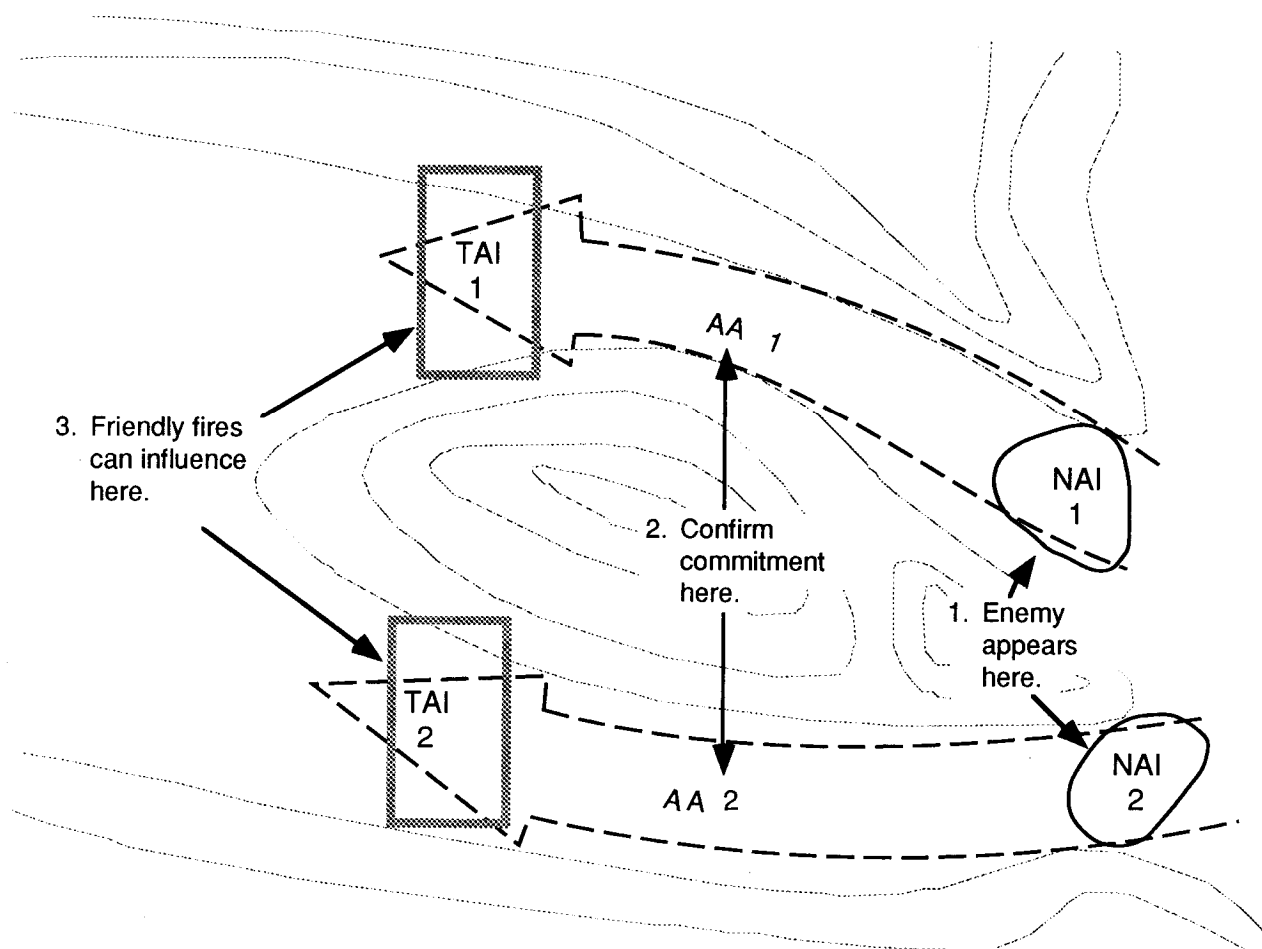 TAI
1
AA 1
3. Friendly fires
can influence
here.
NAI
1
2. Confirm
commitment
here.
1. Enemy
appears
here.
TAI
2
AA 2
NAI
2